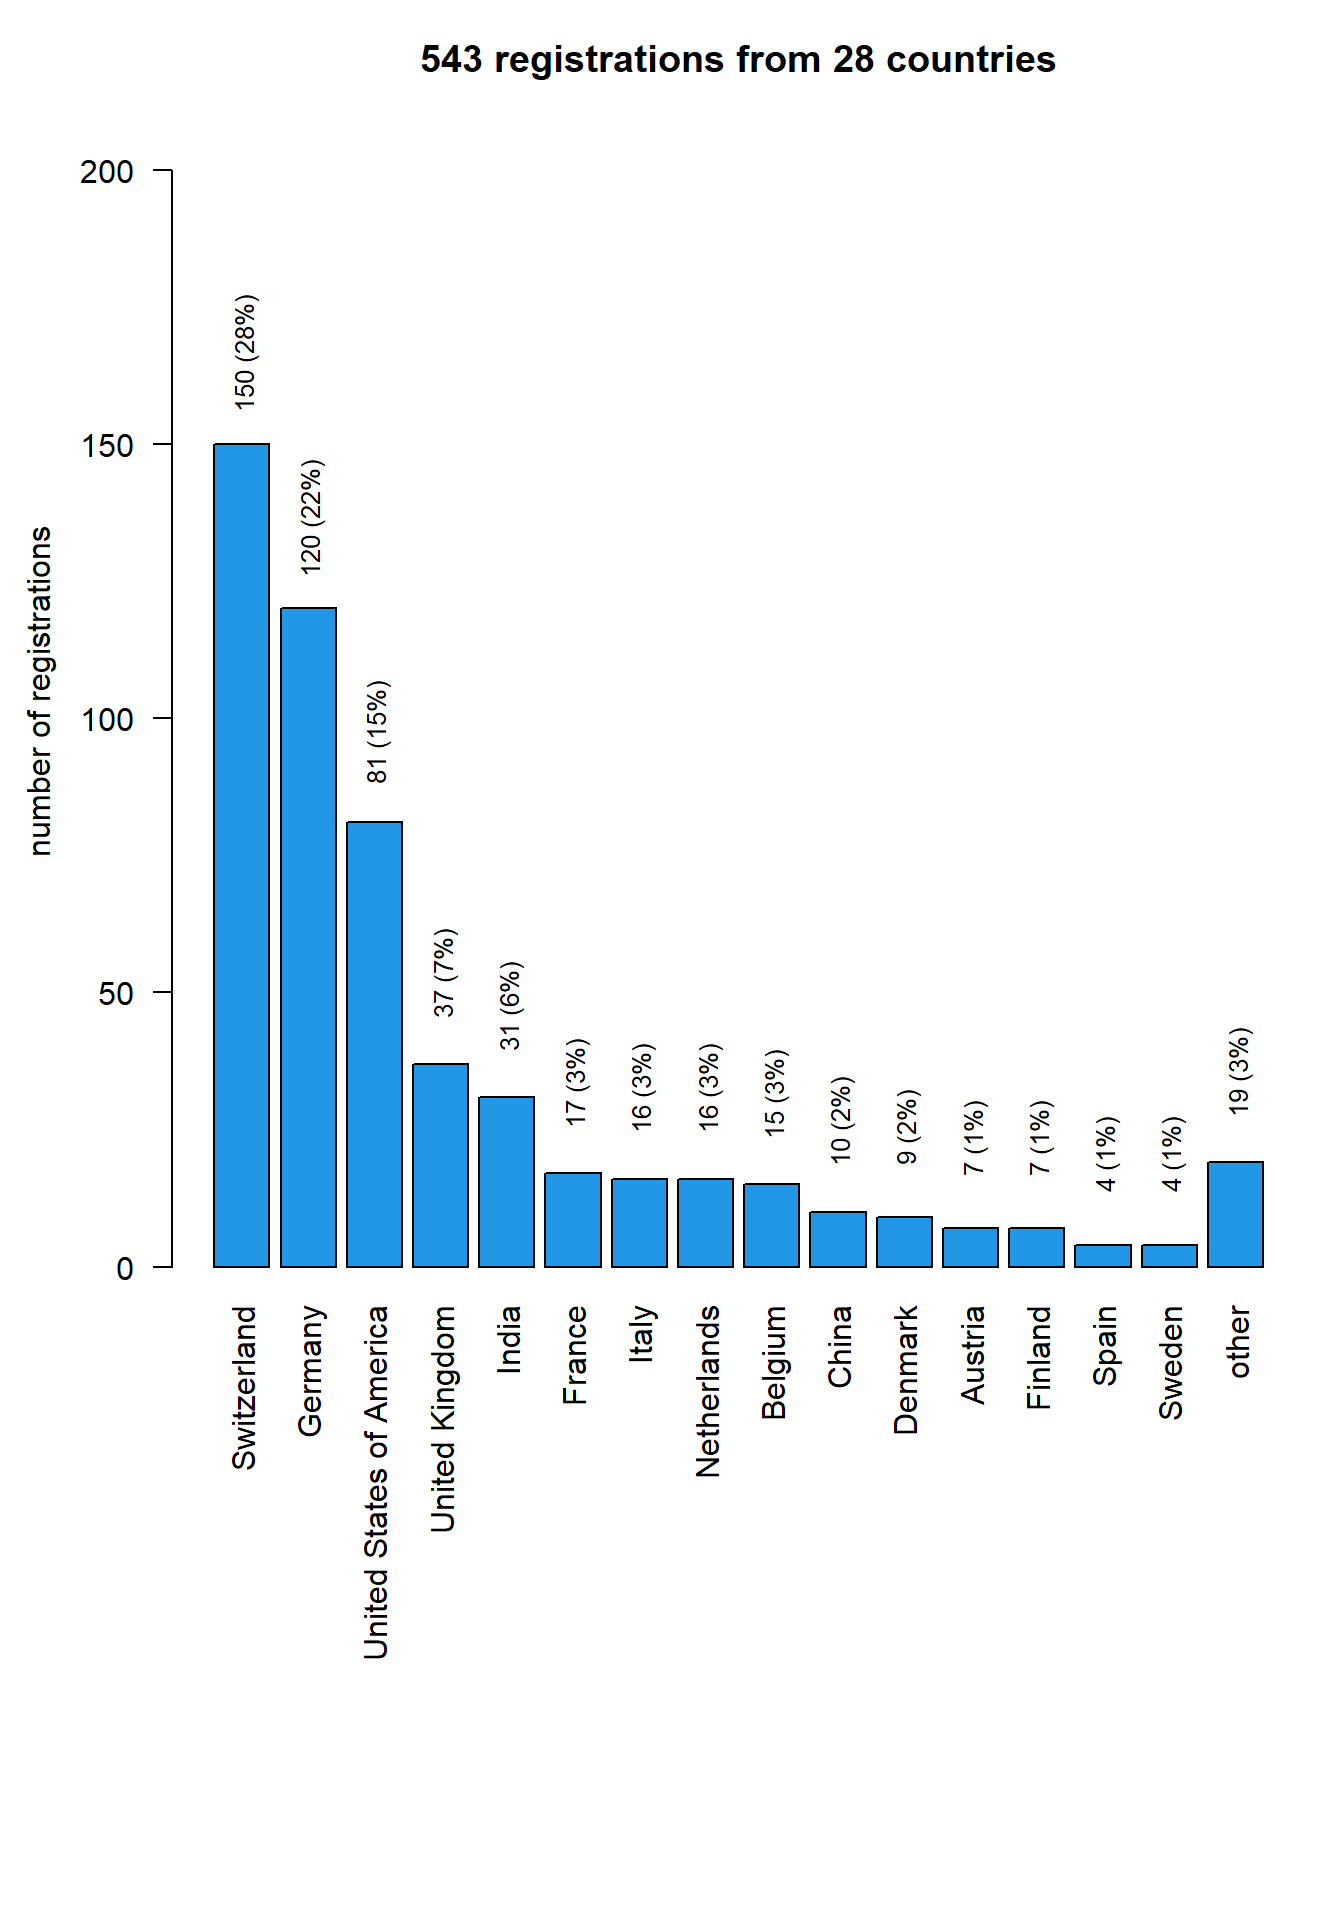 543 registrations from 28 countries
number of registrations
200
150
100
50
0
150 (28%)
120 (22%)
81 (15%)
37 (7%)
31 (6%)
17 (3%)
16 (3%)
16 (3%)
15 (3%)
10 (2%)
9 (2%)
7 (1%)
7 (1%)
4 (1%)
4 (1%)
19 (3%)
Switzerland
Germany
United States of America
United Kingdom
India
France
Italy
Netherlands
Belgium
China
Denmark
Austria
Finland
Spain
Sweden
other